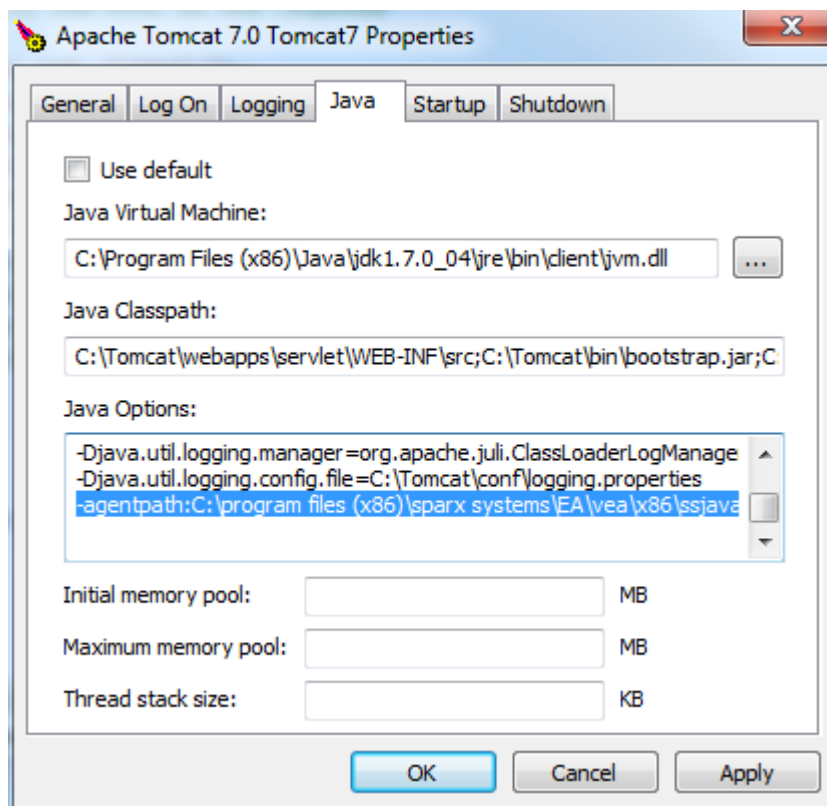 Apache Tomcat 7.0 Tomcat7 Properties
General Log On Logging Java Startup Shutdown
Use default
Java Virtual Machine:
C:\Program Files (x86)\Java\jdk1.7.0_04\jre\bin\client\jvm.dll
...
Java Classpath:
C:\Tomcat\webapps\servlet\WEB-INF\src;C:\Tomcat\bin\bootstrap.jar;C:
Java Options:
-Djava.util.logging.manager=org.apache.juli.ClassLoaderLogManager
-Djava.util.logging.config.file=C:\Tomcat\conf\logging.properties
-agentpath:C:\program files (x86)\sparx systems\EA\vea\x86\ssjava
Initial memory pool: MB
Maximum memory pool: MB
Thread stack size: KB
OK Cancel Apply